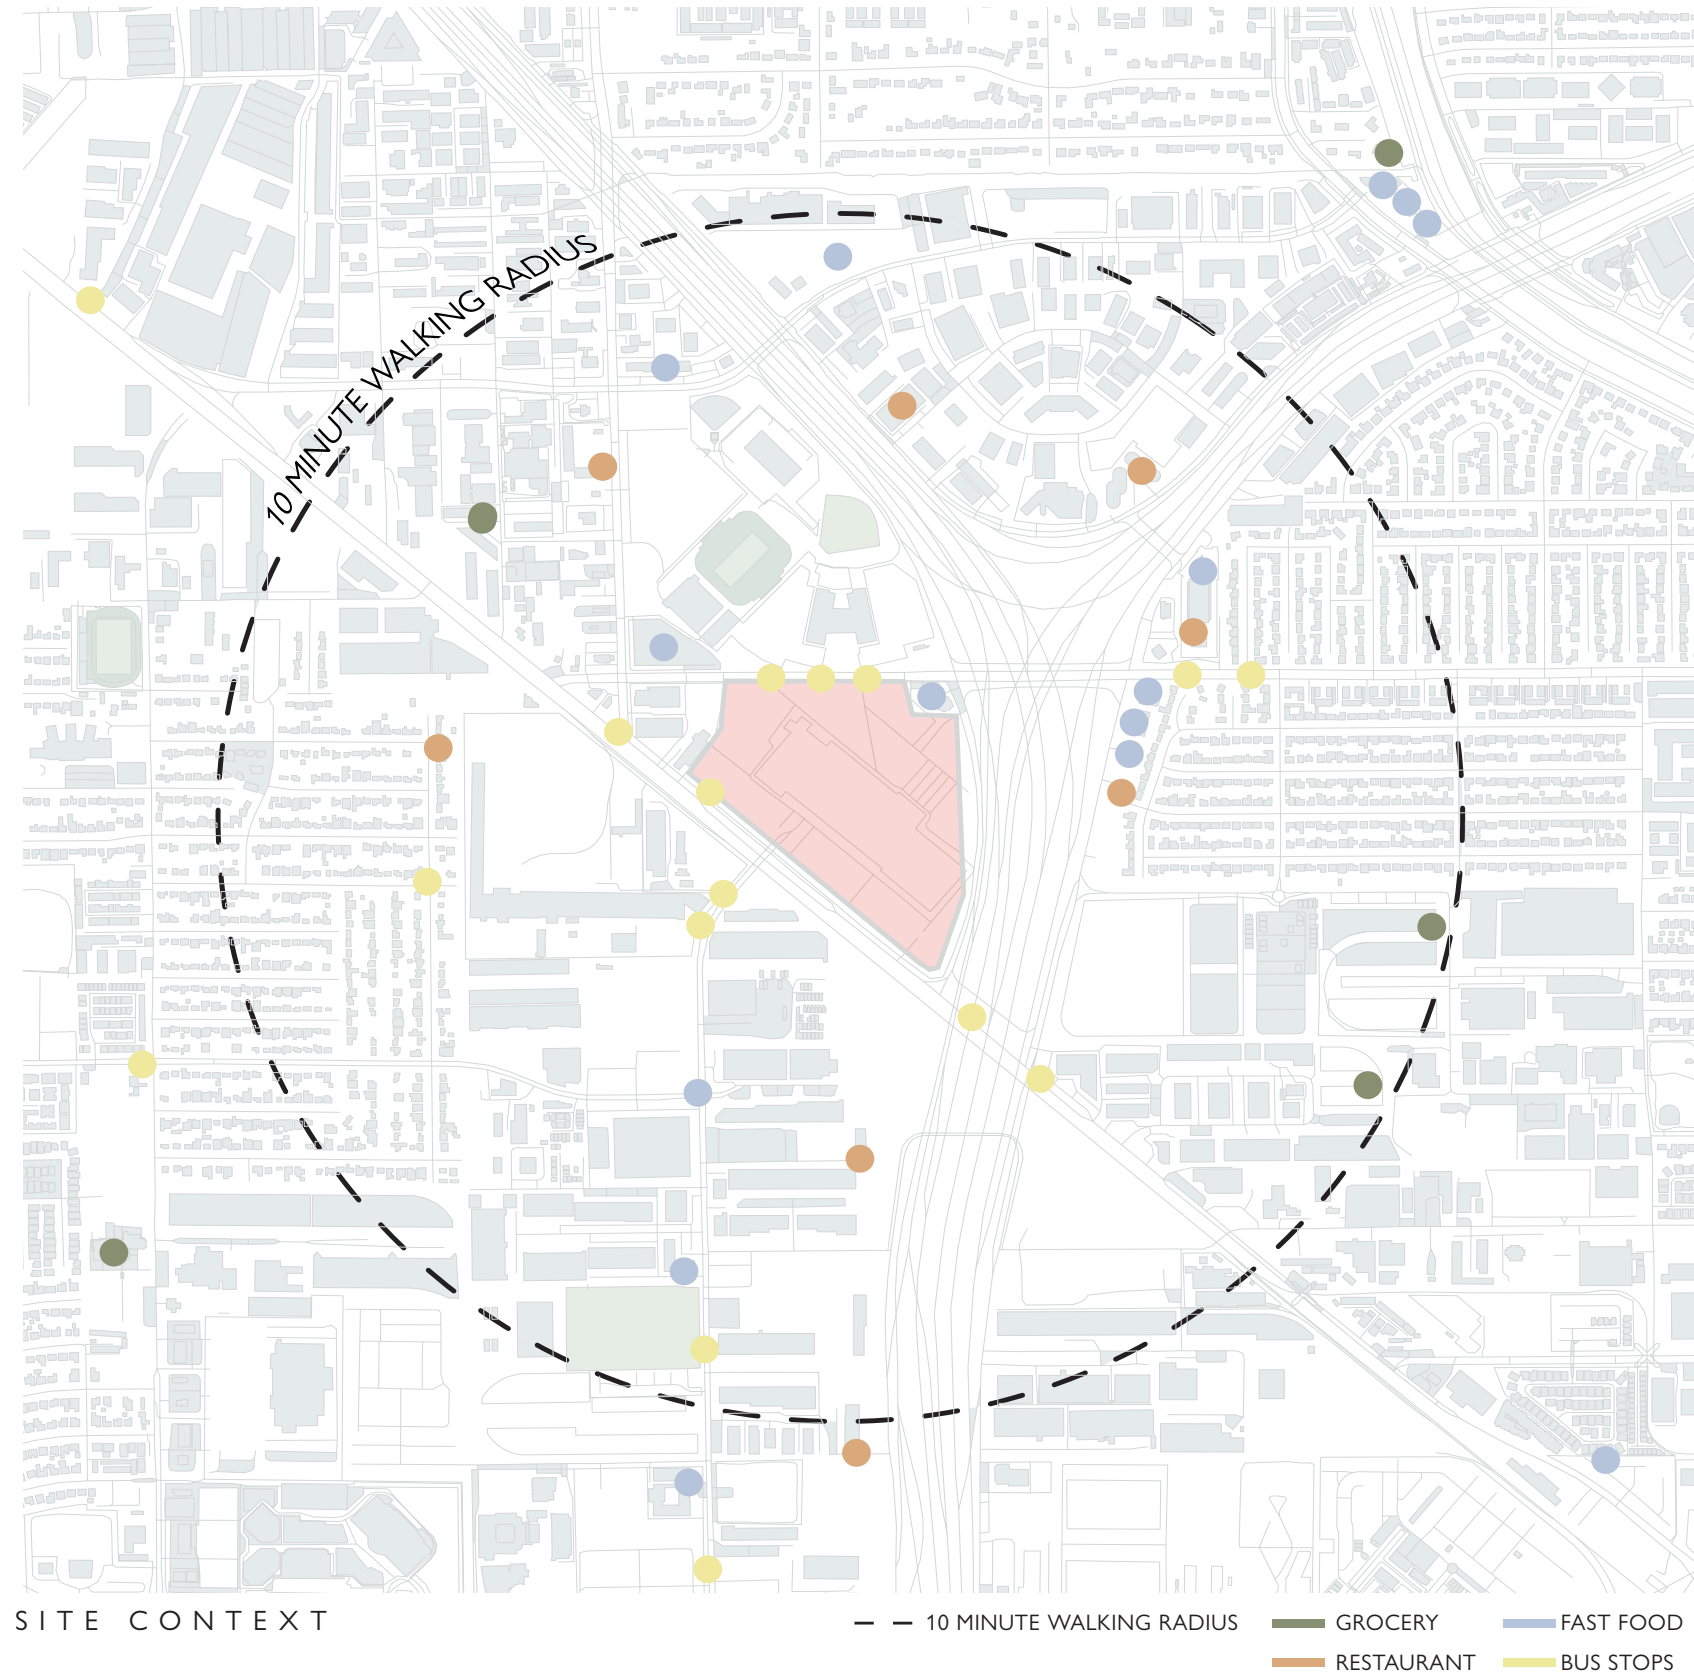 10 MINUTE WALKING RADIUS
SITE CONTEXT
10 MINUTE WALKING RADIUS
GROCERY
FAST FOOD
RESTAURANT
BUS STOPS